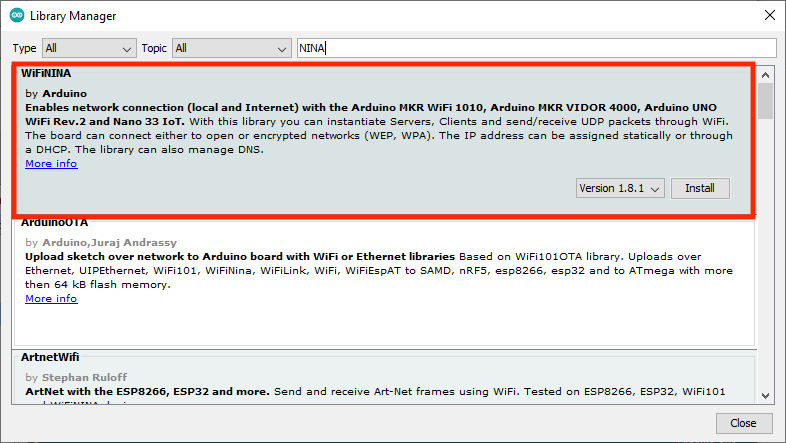 Library Manager
Type All Topic All NINA
WiFiNINA
by Arduino
Enables network connection (local and Internet) with the Arduino MKR WiFi 1010, Arduino MKR VIDOR 4000, Arduino UNO
WiFi Rev.2 and Nano 33 IoT. With this library you can instantiate Servers, Clients and send/receive UDP packets through WiFi.
The board can connect either to open or encrypted networks (WEP, WPA). The IP address can be assigned statically or through
a DHCP. The library can also manage DNS.
More info
Version 1.8.1 Install
ArduinoOTA
by Arduino,Juraj Andrassy
Upload sketch over network to Arduino board with WiFi or Ethernet libraries Based on WiFi101OTA library. Uploads over
Ethernet, UIPEthernet, WiFi101, WiFiNina, WiFiLink, WiFi, WiFiEspAT to SAMD, nRF5, esp8266, esp32 and to ATmega with more
then 64 kB flash memory.
More info
ArtnetWifi
by Stephan Ruloff
ArtNet with the ESP8266, ESP32 and more. Send and receive Art-Net frames using WiFi. Tested on ESP8266, ESP32, WiFi101
Close